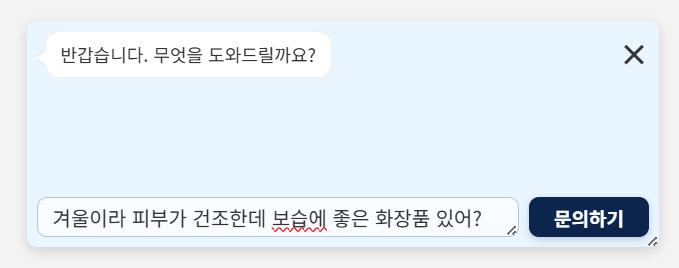 반갑습니다. 무엇을 도와드릴까요?
겨울이라 피부가 건조한데 보습에 좋은 화장품 있어?
문의하기